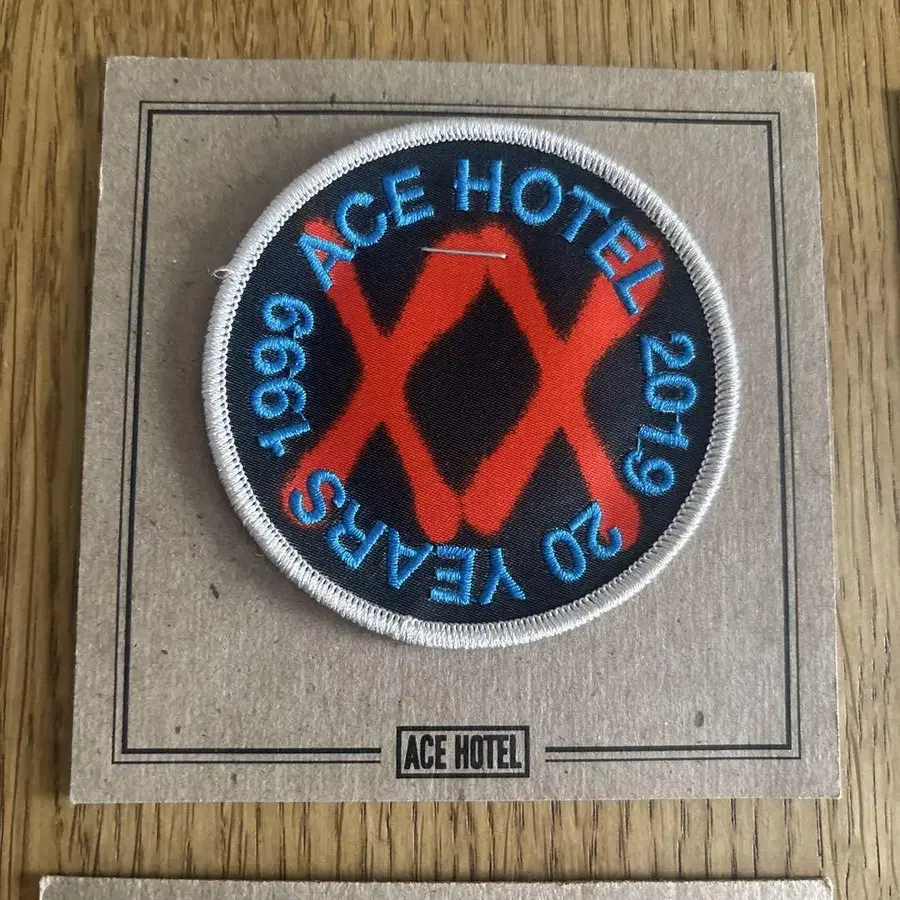 ACE HOTEL
2019
20 YEARS
1999
XX
ACE HOTEL